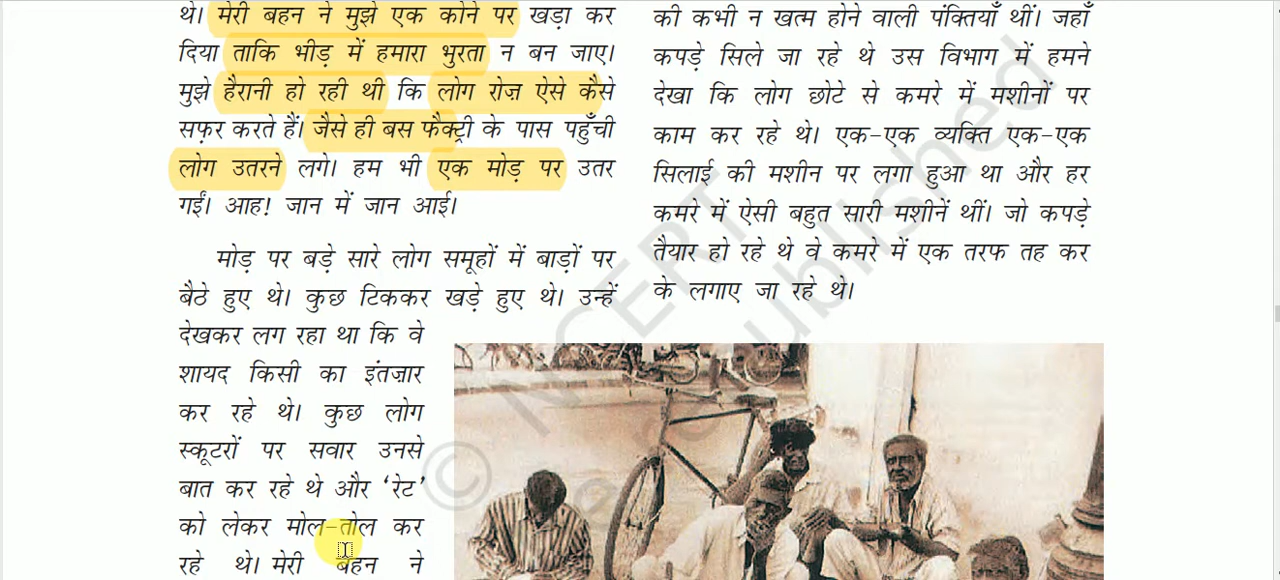 थे। मेरी बहन ने मुझे एक कोने पर खड़ा कर
दिया ताकि भीड़ में हमारा भुरता न बन जाए।
मुझे हैरानी हो रही थी कि लोग रोज़ ऐसे कैसे
सफ़र करते हैं। जैसे ही बस फैक्ट्री के पास पहुँची
लोग उतरने लगे। हम भी एक मोड़ पर उतर
गईं। आह! जान में जान आई।
मोड़ पर बड़े सारे लोग समूहों में बाड़ों पर
बैठे हुए थे। कुछ टिककर खड़े हुए थे। उन्हें
देखकर लग रहा था कि वे
शायद किसी का इंतज़ार
कर रहे थे। कुछ लोग
स्कूटरों पर सवार उनसे
बात कर रहे थे और ‘रेट’
को लेकर मोल-तोल कर
रहे थे। मेरी बहन ने
की कभी न खत्म होने वाली पंक्तियाँ थीं। जहाँ
कपड़े सिले जा रहे थे उस विभाग में हमने
देखा कि लोग छोटे से कमरे में मशीनों पर
काम कर रहे थे। एक-एक व्यक्ति एक-एक
सिलाई की मशीन पर लगा हुआ था और हर
कमरे में ऐसी बहुत सारी मशीनें थीं। जो कपड़े
तैयार हो रहे थे वे कमरे में एक तरफ तह कर
के लगाए जा रहे थे।
© NCERT
republished